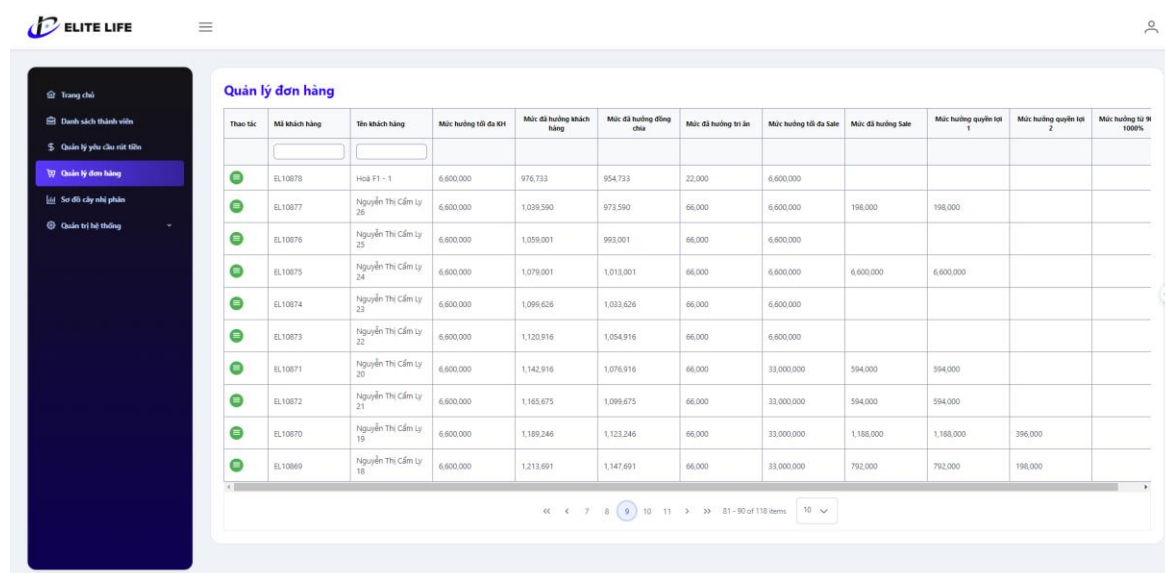 ELITE LIFE
Trang chủ
Danh sách thành viên
Quản lý yêu cầu rút tiền
Quản lý đơn hàng
Sơ đồ cây nhị phân
Quản trị hệ thống
Quản lý đơn hàng
Thao tác Mã khách hàng Tên khách hàng Mức hưởng tối đa KH Mức đã hưởng khách hàng Mức đã hưởng đồng chia Mức đã hưởng tri ân Mức hưởng tối đa Sale Mức đã hưởng Sale Mức hưởng quyền lợi 1 Mức hưởng quyền lợi 2 Mức hưởng từ 1000%
EL10878 Hoà F1 - 1 6,600,000 976,733 954,733 22,000 6,600,000
EL10877 Nguyễn Thị Cẩm Ly 26 6,600,000 1,039,590 973,590 66,000 6,600,000 198,000 198,000
EL10876 Nguyễn Thị Cẩm Ly 25 6,600,000 1,059,001 993,001 66,000 6,600,000
EL10875 Nguyễn Thị Cẩm Ly 24 6,600,000 1,079,001 1,013,001 66,000 6,600,000 6,600,000 6,600,000
EL10874 Nguyễn Thị Cẩm Ly 23 6,600,000 1,099,626 1,033,626 66,000 6,600,000
EL10873 Nguyễn Thị Cẩm Ly 22 6,600,000 1,120,916 1,054,916 66,000 6,600,000
EL10871 Nguyễn Thị Cẩm Ly 20 6,600,000 1,142,916 1,076,916 66,000 33,000,000 594,000 594,000
EL10872 Nguyễn Thị Cẩm Ly 21 6,600,000 1,165,675 1,099,675 66,000 33,000,000 594,000 594,000
EL10870 Nguyễn Thị Cẩm Ly 19 6,600,000 1,189,246 1,123,246 66,000 33,000,000 1,188,000 1,188,000 396,000
EL10869 Nguyễn Thị Cẩm Ly 18 6,600,000 1,213,691 1,147,691 66,000 33,000,000 792,000 792,000 198,000
7 8 9 10 11 81 - 90 of 118 items 10